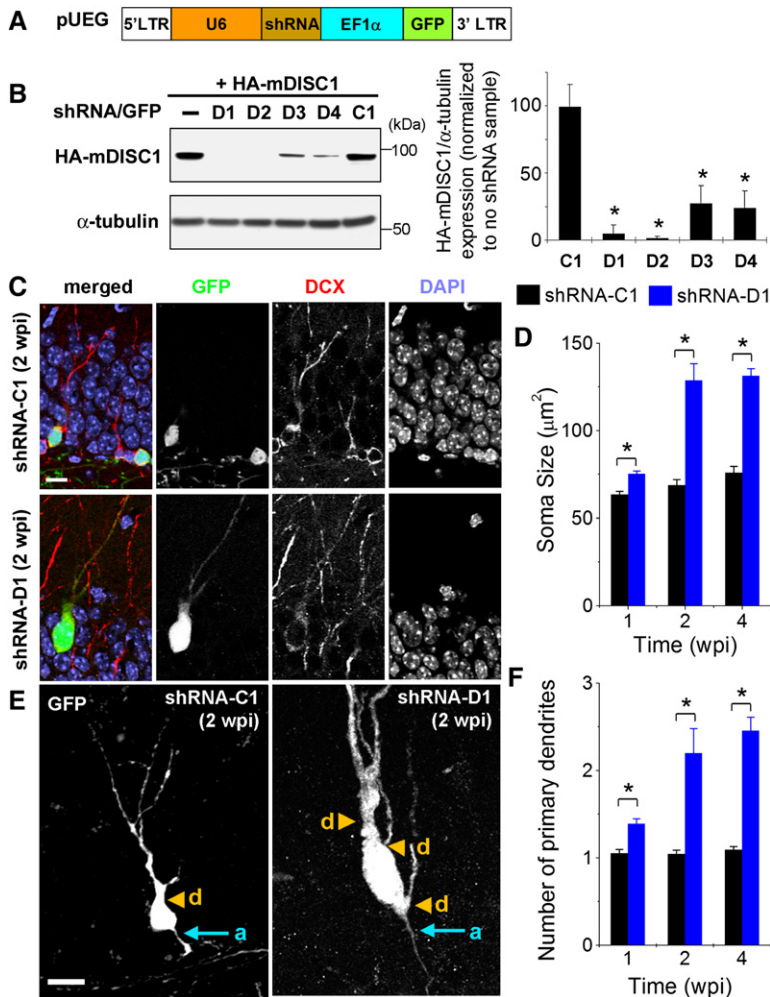 A
pUEG
5'LTR U6 shRNA EF1α GFP 3' LTR
B
+ HA-mDISC1
shRNA/GFP – D1 D2 D3 D4 C1
(kDa)
HA-mDISC1
100
α-tubulin
50
HA-mDISC1/α-tubulin
expression (normalized
to no shRNA sample)
100
50
0
* * * *
C1 D1 D2 D3 D4
shRNA-C1 shRNA-D1
C
merged GFP DCX DAPI
shRNA-C1 (2 wpi)
shRNA-D1 (2 wpi)
D
Soma Size (μm²)
150
100
50
0
* * *
1 2 4
Time (wpi)
E
GFP
shRNA-C1
(2 wpi)
d
a
shRNA-D1
(2 wpi)
d
d
d
a
F
Number of primary dendrites
3
2
1
0
* * *
1 2 4
Time (wpi)